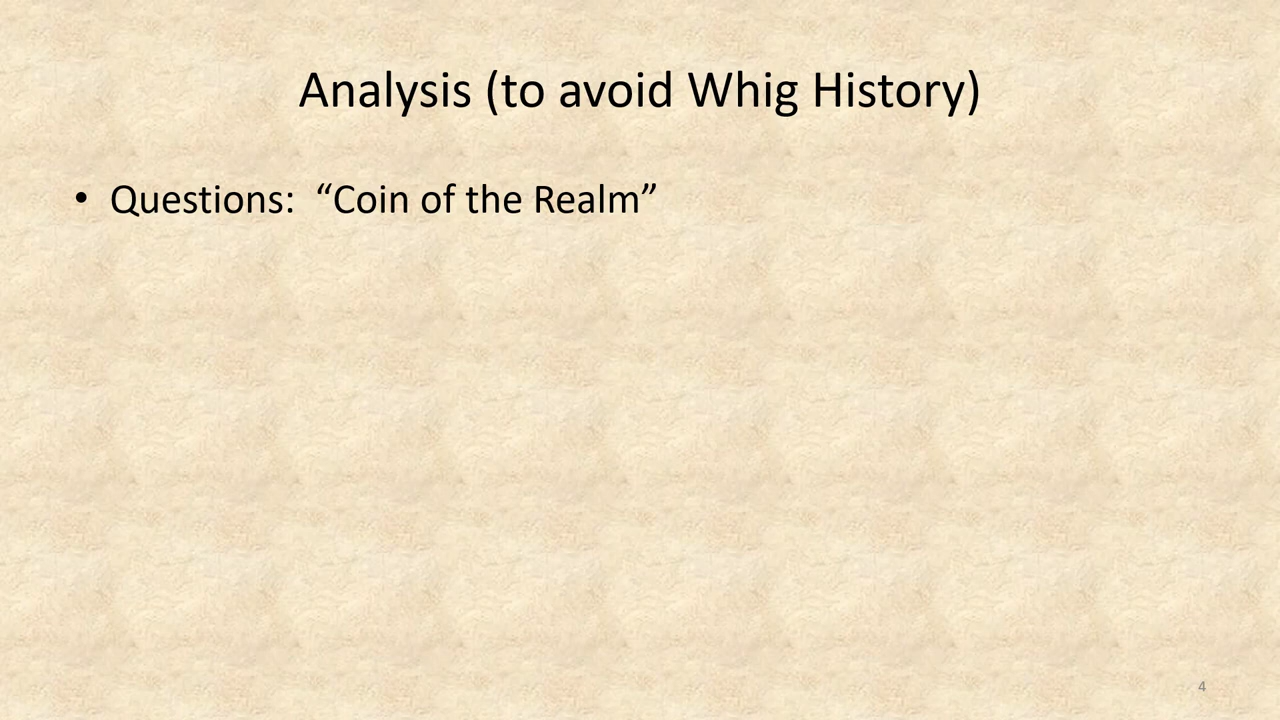 Analysis (to avoid Whig History)
• Questions:  “Coin of the Realm”
4